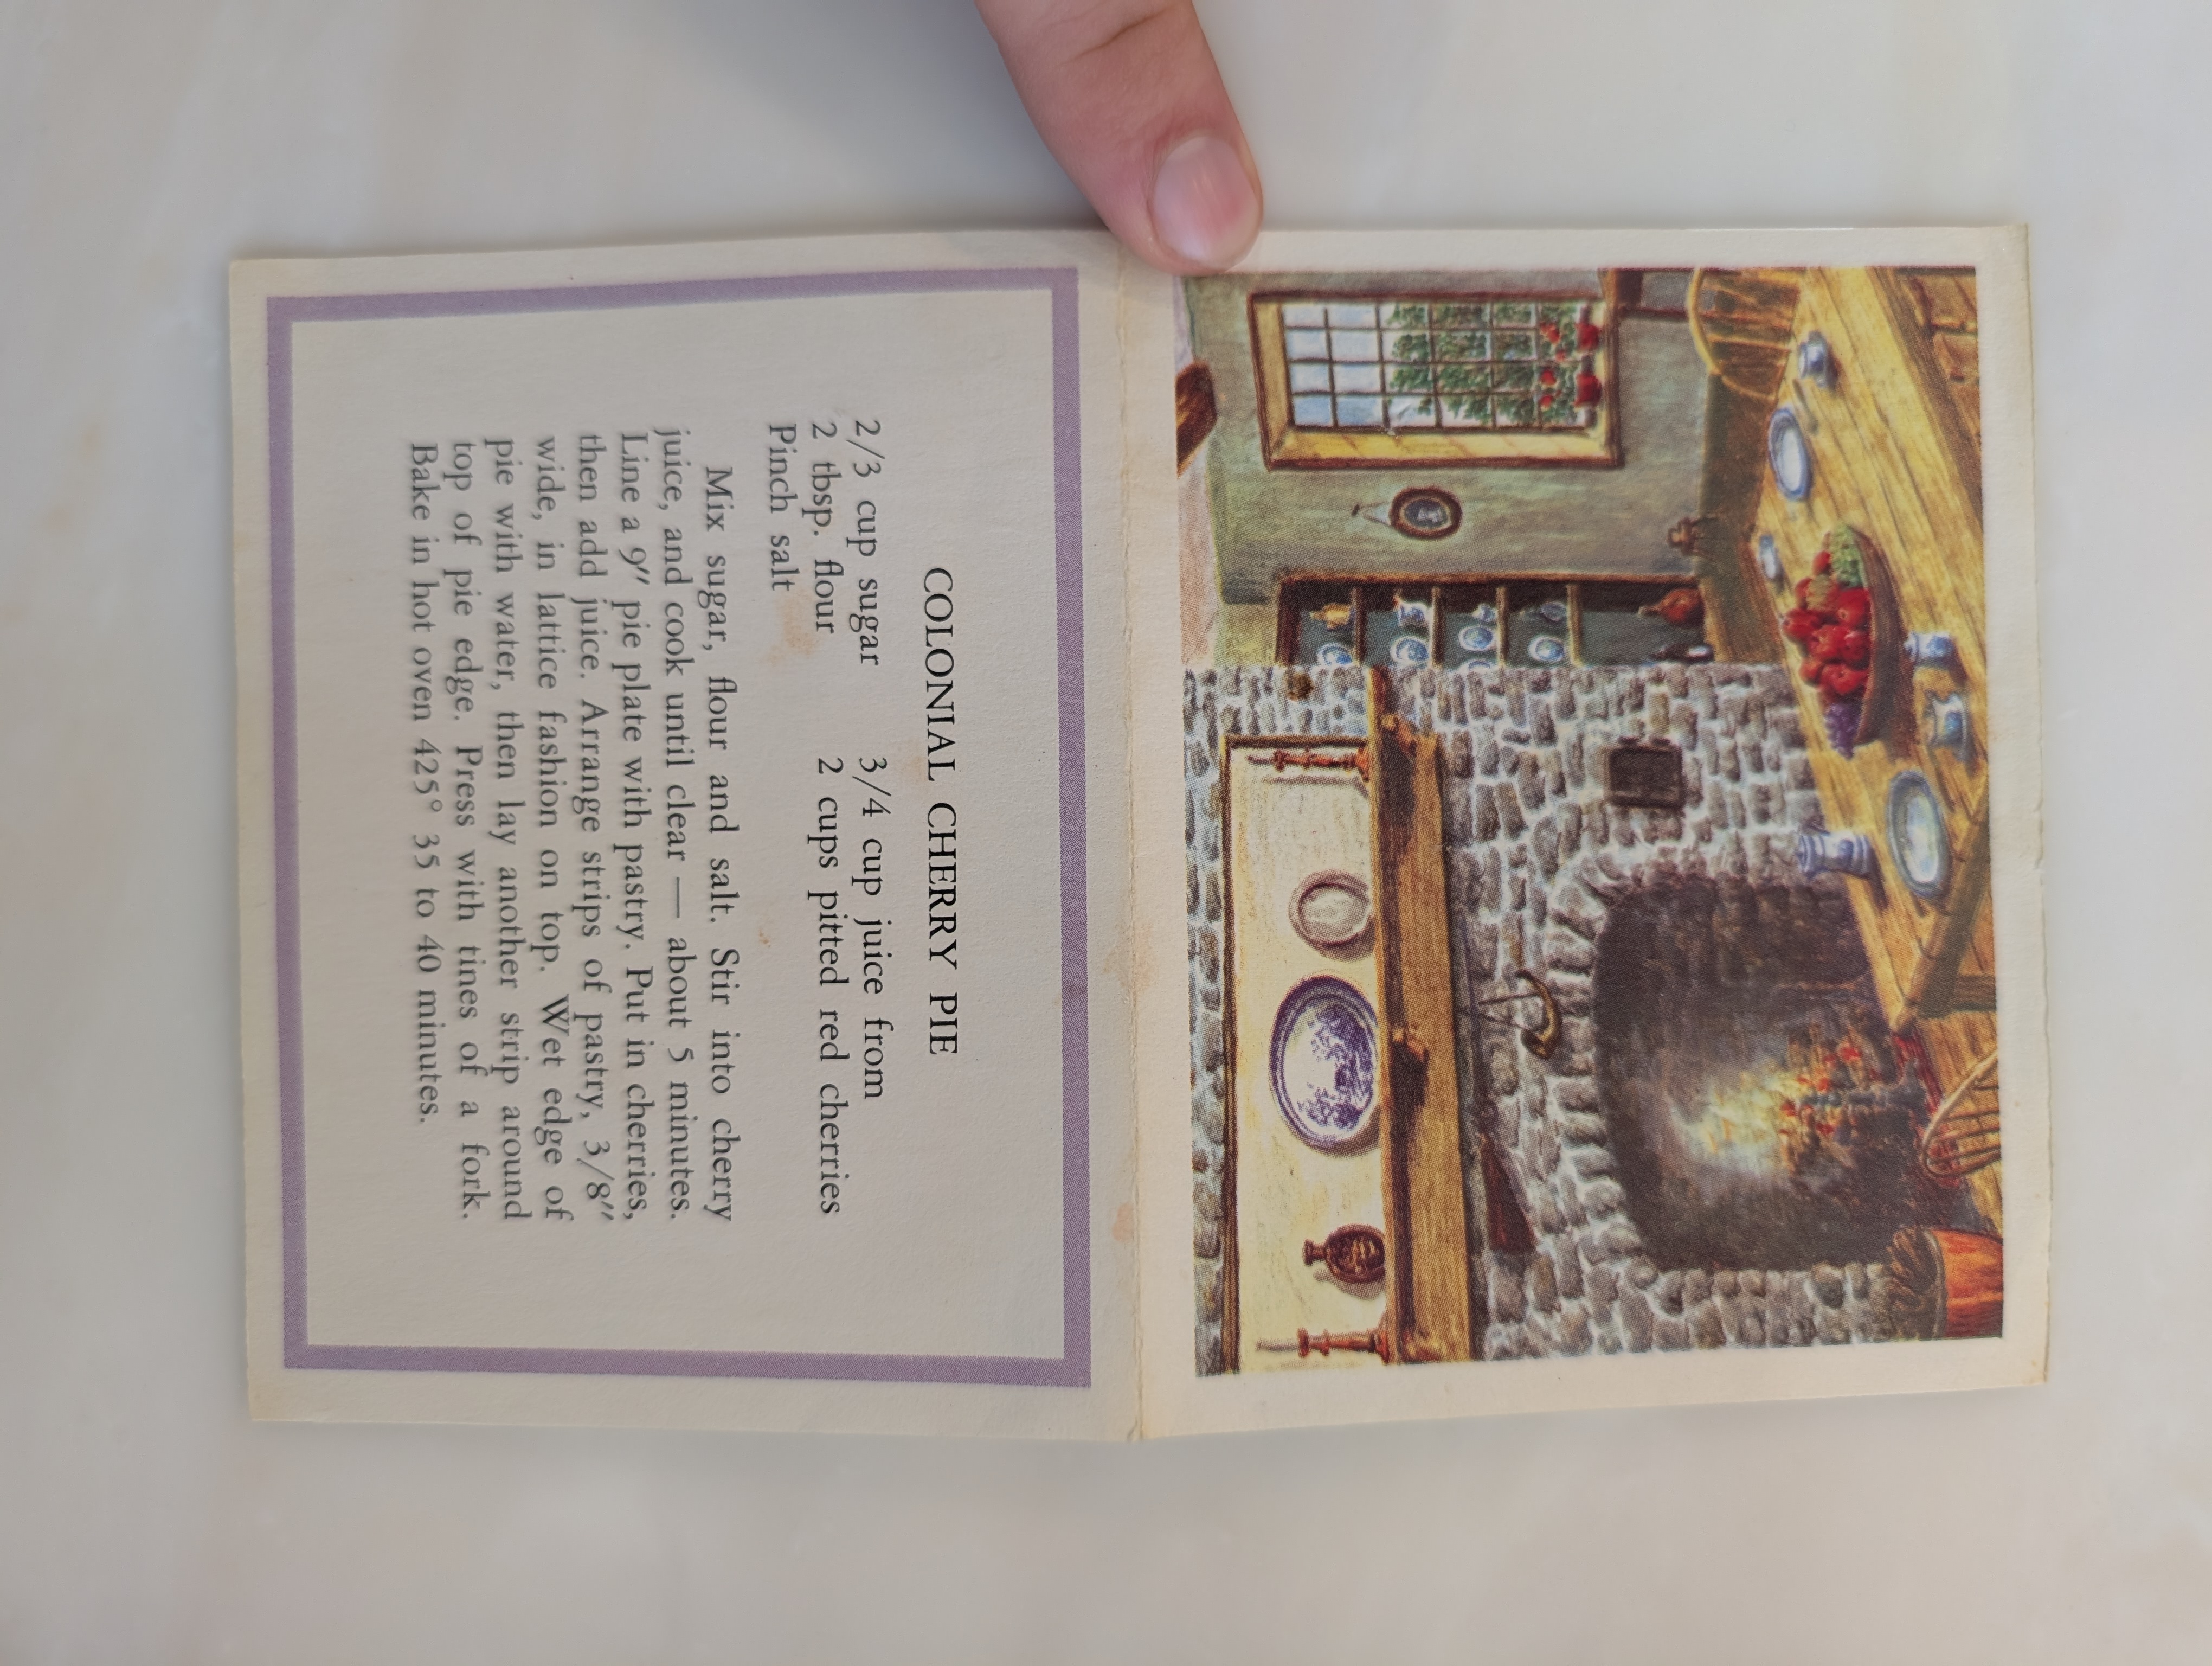 COLONIAL CHERRY PIE
2/3 cup sugar 3/4 cup juice from
2 tbsp. flour 2 cups pitted red cherries
Pinch salt
Mix sugar, flour and salt. Stir into cherry
juice, and cook until clear — about 5 minutes.
Line a 9" pie plate with pastry. Put in cherries,
then add juice. Arrange strips of pastry, 3/8"
wide, in lattice fashion on top. Wet edge of
pie with water, then lay another strip around
top of pie edge. Press with tines of a fork.
Bake in hot oven 425° 35 to 40 minutes.